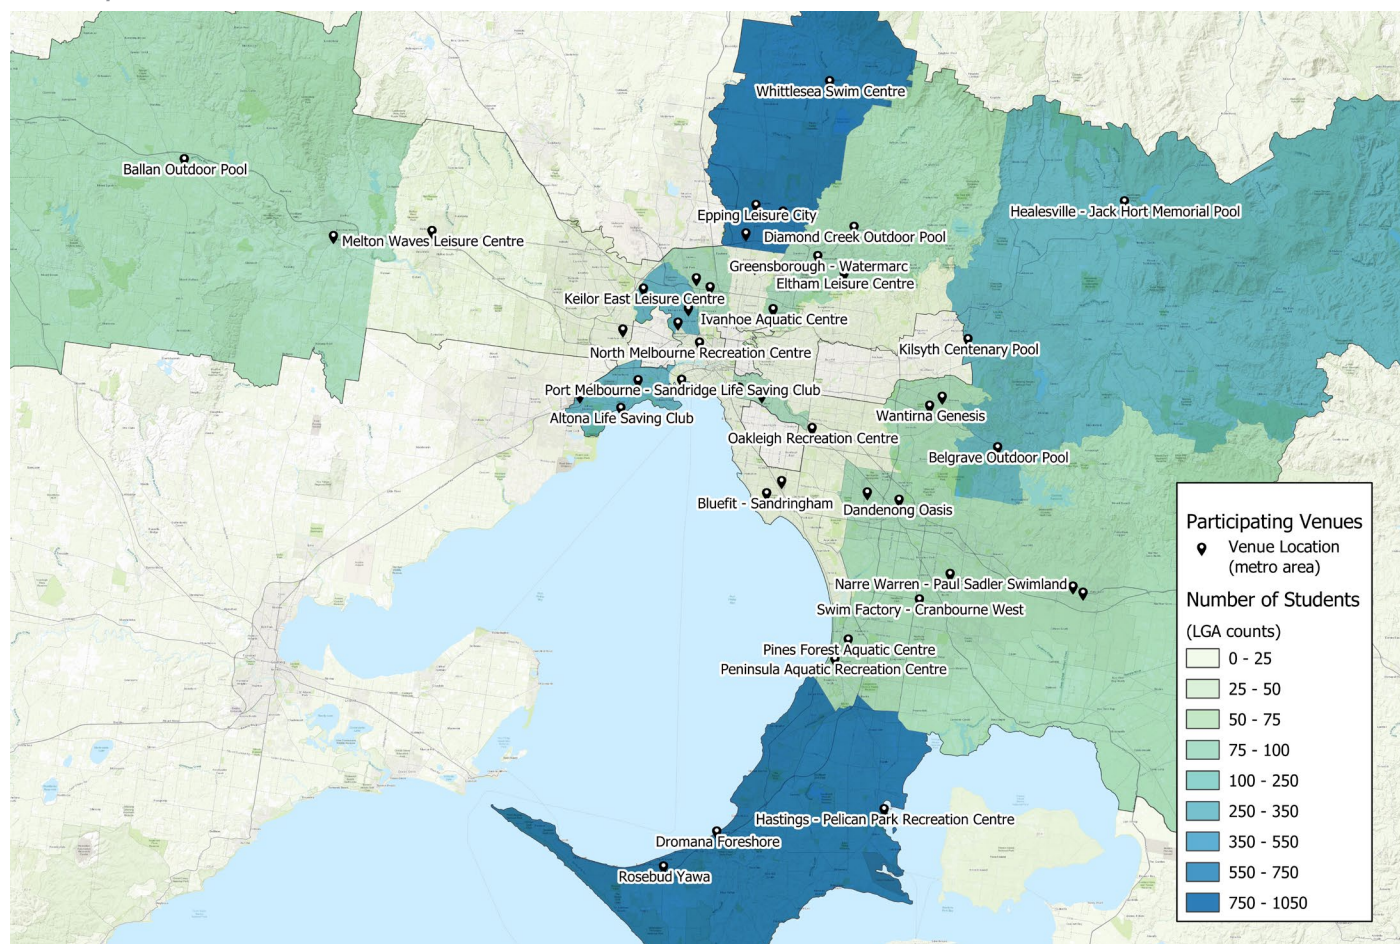 Whittlesea Swim Centre
Ballan Outdoor Pool
Healesville - Jack Hort Memorial Pool
Epping Leisure City
Melton Waves Leisure Centre
Diamond Creek Outdoor Pool
Greensborough - Watermarc
Eltham Leisure Centre
Keilor East Leisure Centre
Ivanhoe Aquatic Centre
North Melbourne Recreation Centre
Kilsyth Centenary Pool
Port Melbourne - Sandridge Life Saving Club
Altona Life Saving Club
Wantirna Genesis
Oakleigh Recreation Centre
Belgrave Outdoor Pool
Bluefit - Sandringham
Dandenong Oasis
Narre Warren - Paul Sadler Swimland
Swim Factory - Cranbourne West
Pines Forest Aquatic Centre
Peninsula Aquatic Recreation Centre
Hastings - Pelican Park Recreation Centre
Dromana Foreshore
Rosebud Yawa
Participating Venues
Venue Location
(metro area)
Number of Students
(LGA counts)
0 - 25
25 - 50
50 - 75
75 - 100
100 - 250
250 - 350
350 - 550
550 - 750
750 - 1050